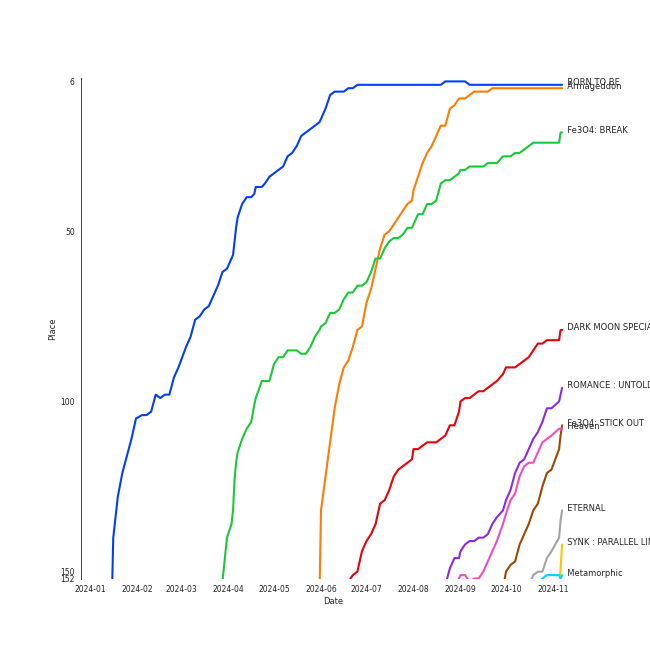 6
50
100
150
152
Place
2024-01
2024-02
2024-03
2024-04
2024-05
2024-06
2024-07
2024-08
2024-09
2024-10
2024-11
Date
BORN TO BE
Armageddon
Fe3O4: BREAK
DARK MOON SPECIA
ROMANCE : UNTOLD
Fe3O4: STICK OUT
Heaven
ETERNAL
SYNK : PARALLEL LIN
Metamorphic